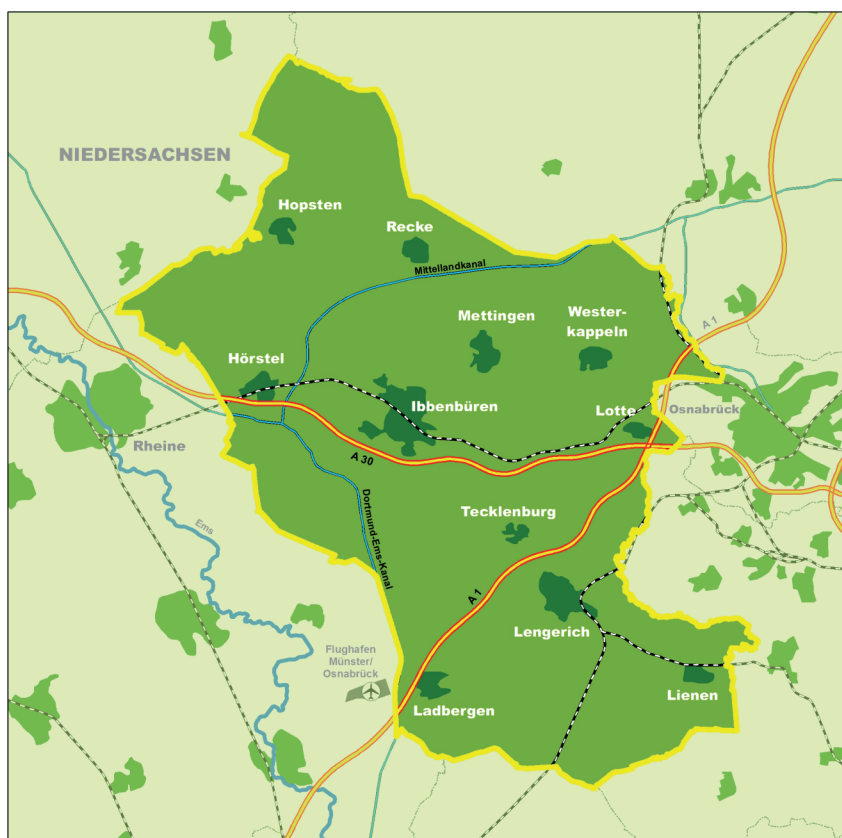 NIEDERSACHSEN
Hopsten
Recke
Mittellandkanal
Mettingen
Wester-
kappeln
A 1
Hörstel
Ibbenbüren
Lotte
Osnabrück
Rheine
A 30
Dortmund-Ems-Kanal
Tecklenburg
Ems
A 1
Lengerich
Flughafen
Münster/
Osnabrück
Ladbergen
Lienen